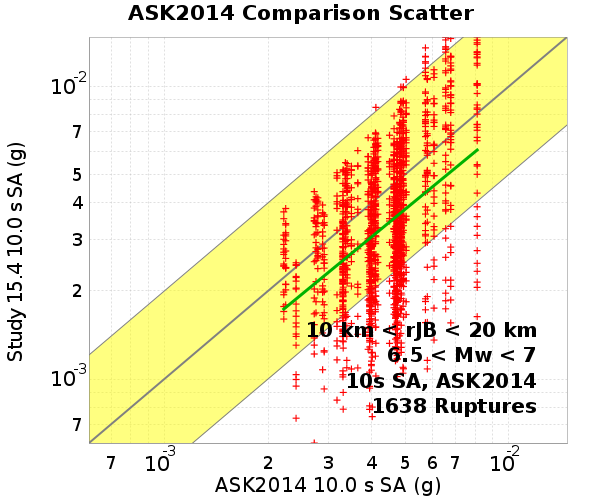 ASK2014 Comparison Scatter
Study 15.4 10.0 s SA (g)
10⁻²
7
5
4
3
2
10⁻³
7
10 km < rJB < 20 km
6.5 < Mw < 7
10s SA, ASK2014
1638 Ruptures
7 10⁻³ 2 3 4 5 6 7 10⁻²
ASK2014 10.0 s SA (g)